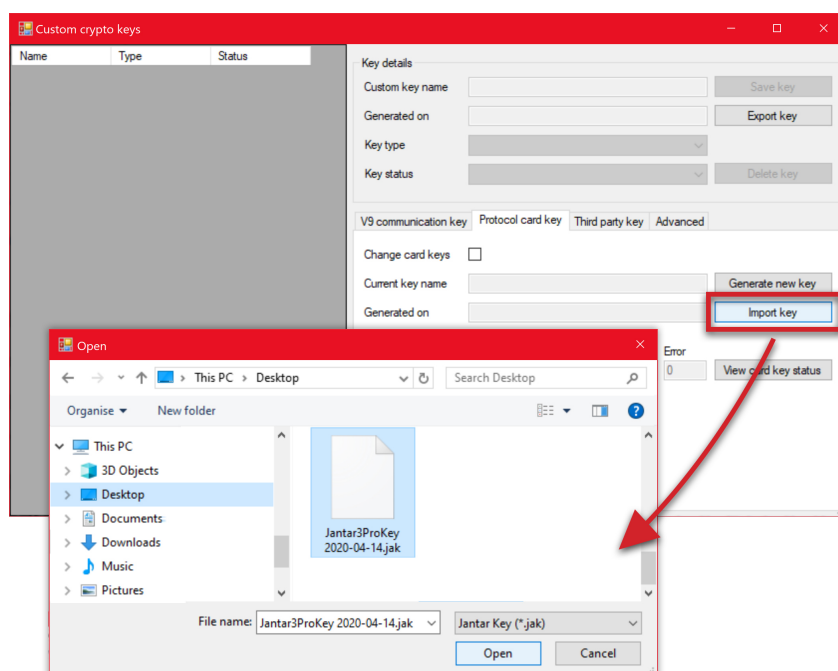 Custom crypto keys
Name Type Status
Key details
Custom key name Save key
Generated on Export key
Key type
Key status Delete key
V9 communication key Protocol card key Third party key Advanced
Change card keys
Current key name Generate new key
Generated on Import key
Error
0 View card key status
Open
This PC > Desktop Search Desktop
Organise New folder
This PC
3D Objects
Desktop
Documents
Downloads
Music
Pictures
Jantar3ProKey
2020-04-14.jak
File name: Jantar3ProKey 2020-04-14.jak Jantar Key (*.jak)
Open Cancel